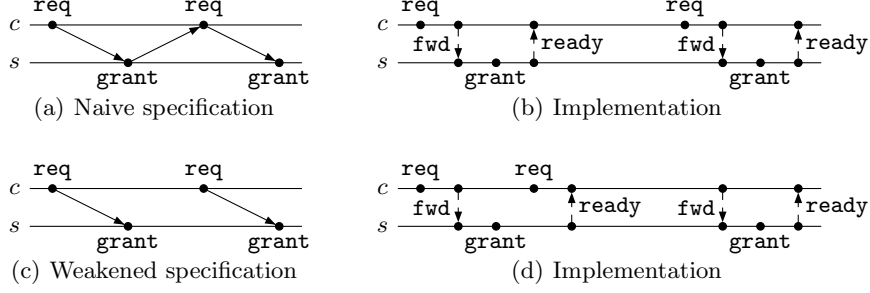 req req req req
c c
fwd ready fwd ready
s s
grant grant grant grant
(a) Naive specification (b) Implementation
req req req req
c c
fwd ready fwd ready
s s
grant grant grant grant
(c) Weakened specification (d) Implementation